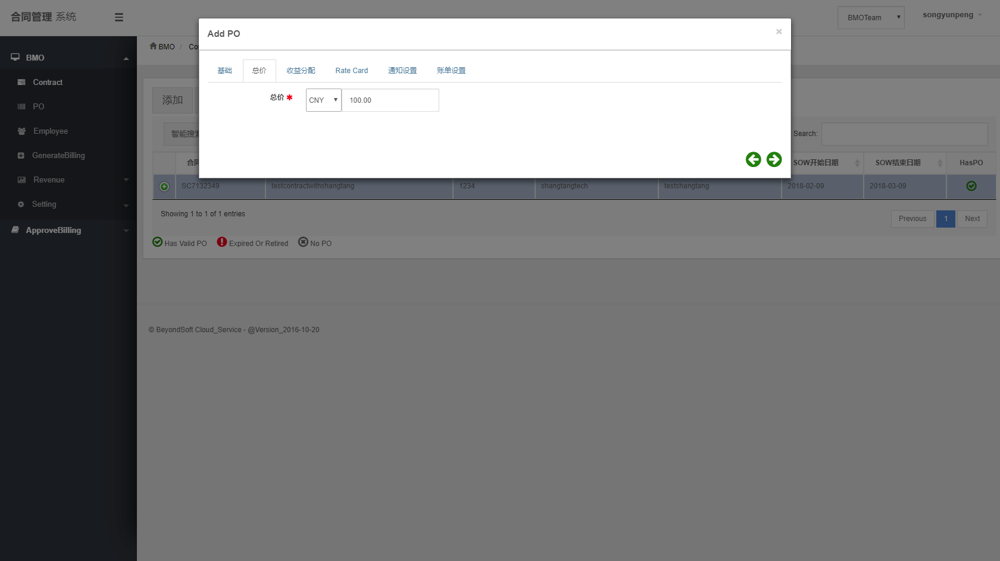 合同管理 系统
BMOTeam
songyunpeng
Add PO
×
BMO
BMO /
基础
总价
收益分配
Rate Card
通知设置
账单设置
总价 *
CNY
100.00
Contract
PO
Employee
GenerateBilling
Revenue
Setting
ApproveBilling
添加
智能搜索
Search:
合同
SOW开始日期
SOW结束日期
HasPO
SC7132349
testcontractwithshangtang
1234
shangtangtech
testshangtang
2018-02-09
2018-03-09
Showing 1 to 1 of 1 entries
Previous
1
Next
Has Valid PO
Expired Or Retired
No PO
© BeyondSoft Cloud_Service - @Version_2016-10-20